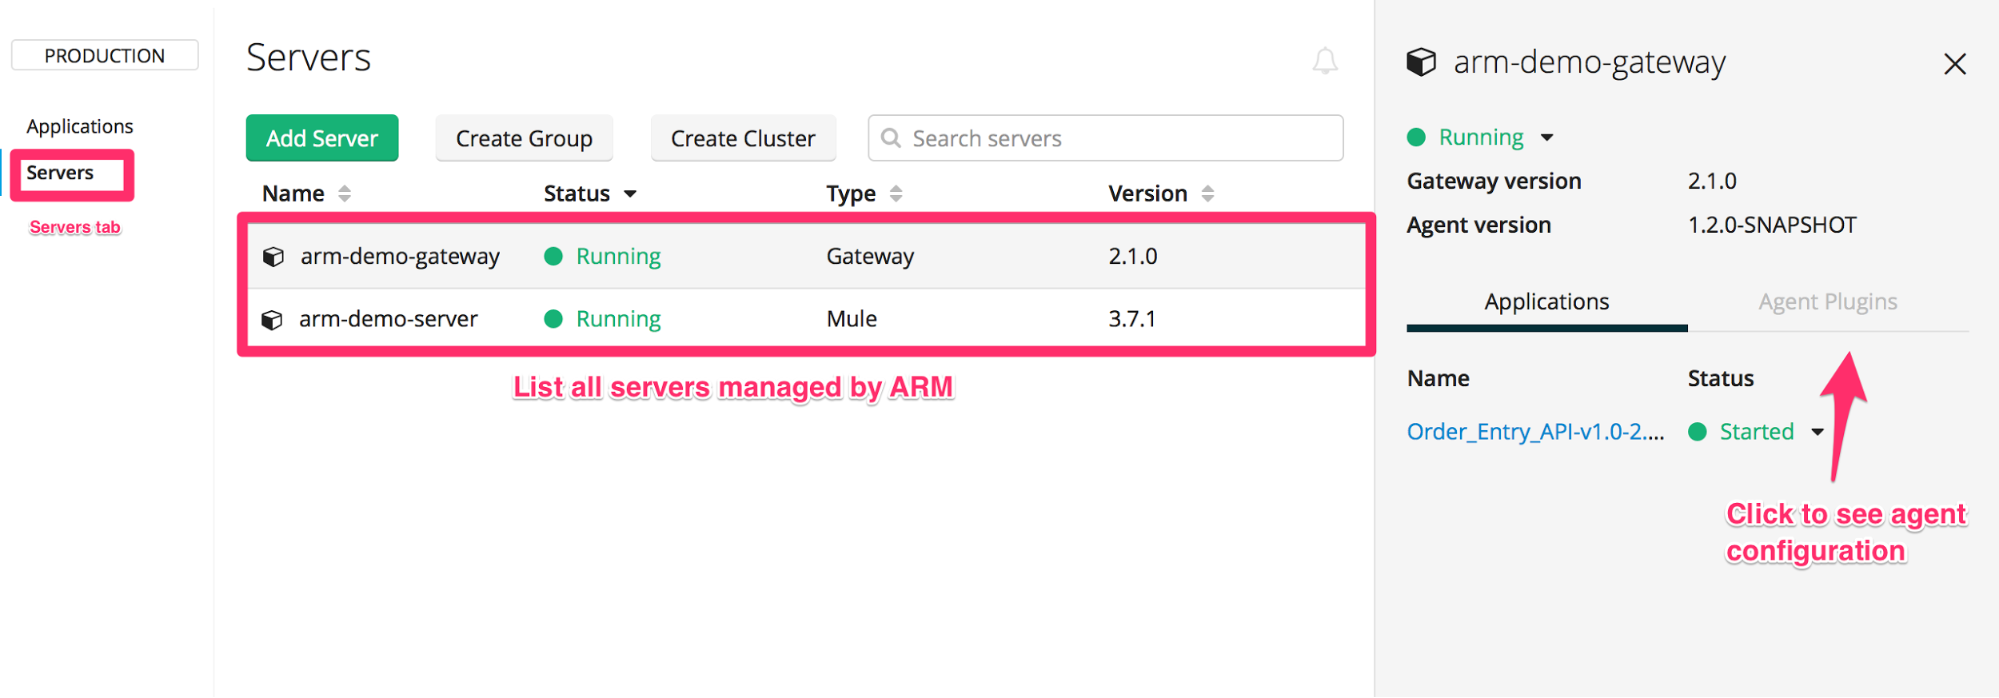 PRODUCTION
Applications
Servers
Servers tab
Servers
Add Server
Create Group
Create Cluster
Search servers
Name Status Type Version
arm-demo-gateway Running Gateway 2.1.0
arm-demo-server Running Mule 3.7.1
List all servers managed by ARM
arm-demo-gateway
Running
Gateway version 2.1.0
Agent version 1.2.0-SNAPSHOT
Applications Agent Plugins
Name Status
Order_Entry_API-v1.0-2.... Started
Click to see agent
configuration